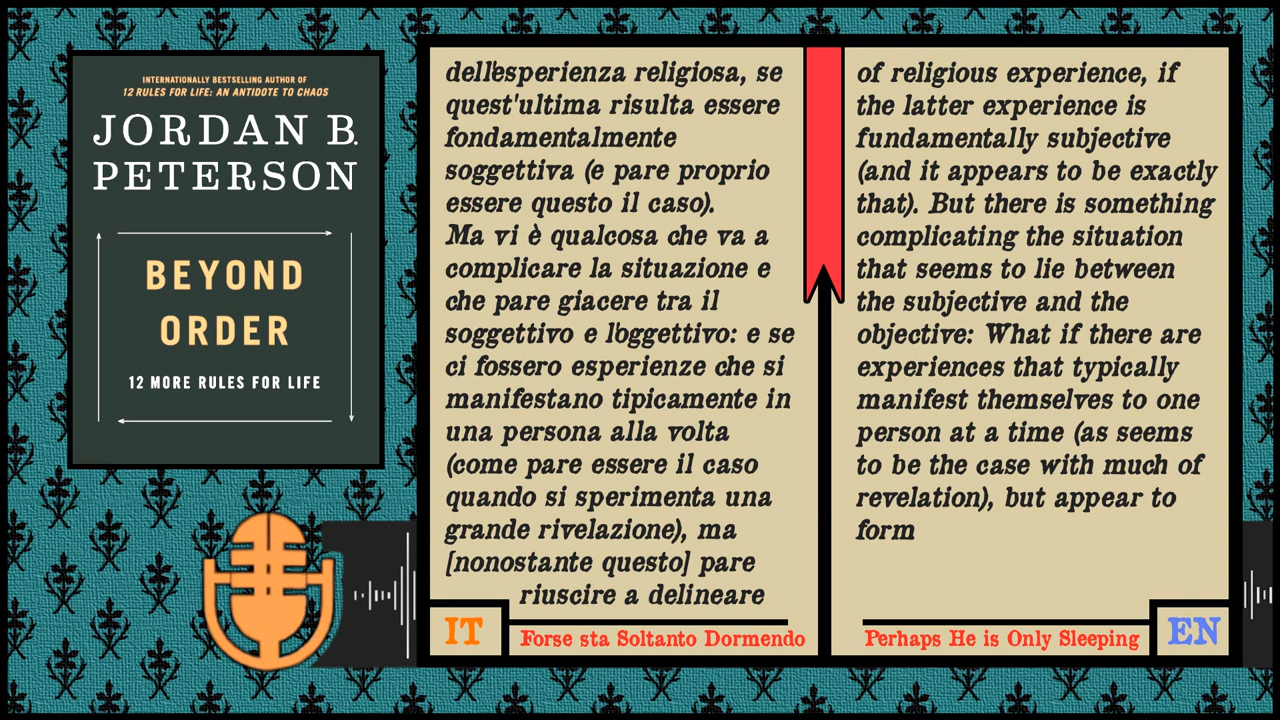 INTERNATIONALLY BESTSELLING AUTHOR OF
12 RULES FOR LIFE: AN ANTIDOTE TO CHAOS
JORDAN B.
PETERSON
BEYOND
ORDER
12 MORE RULES FOR LIFE
dell'esperienza religiosa, se
quest'ultima risulta essere
fondamentalmente
soggettiva (e pare proprio
essere questo il caso).
Ma vi è qualcosa che va a
complicare la situazione e
che pare giacere tra il
soggettivo e l'oggettivo: e se
ci fossero esperienze che si
manifestano tipicamente in
una persona alla volta
(come pare essere il caso
quando si sperimenta una
grande rivelazione), ma
[nonostante questo] pare
riuscire a delineare
IT
Forse sta Soltanto Dormendo
of religious experience, if
the latter experience is
fundamentally subjective
(and it appears to be exactly
that). But there is something
complicating the situation
that seems to lie between
the subjective and the
objective: What if there are
experiences that typically
manifest themselves to one
person at a time (as seems
to be the case with much of
revelation), but appear to
form
Perhaps He is Only Sleeping
EN